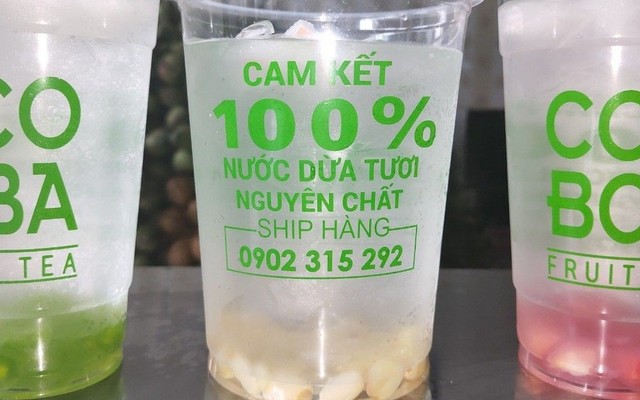 CO
BA
TEA
CAM KẾT
100%
NƯỚC DỪA TƯƠI
NGUYÊN CHẤT
SHIP HÀNG
0902 315 292
CO
BO
FRUIT